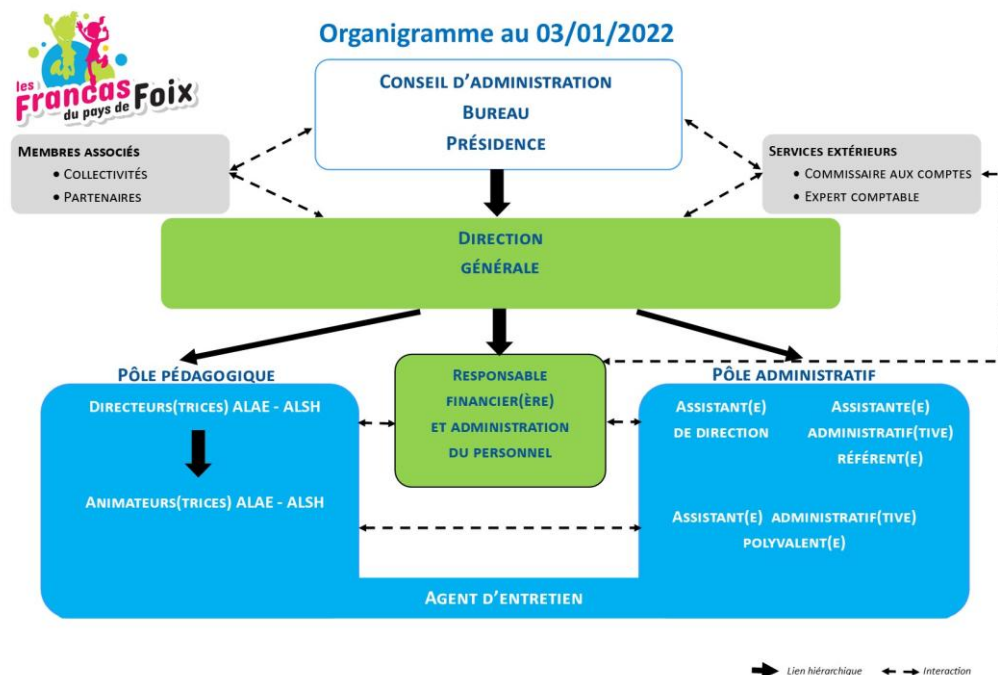 Organigramme au 03/01/2022
les
Francas
du pays de Foix
CONSEIL D'ADMINISTRATION
BUREAU
PRÉSIDENCE
MEMBRES ASSOCIÉS
• COLLECTIVITÉS
• PARTENAIRES
SERVICES EXTÉRIEURS
• COMMISSAIRE AUX COMPTES
• EXPERT COMPTABLE
DIRECTION
GÉNÉRALE
PÔLE PÉDAGOGIQUE
DIRECTEURS(TRICES) ALAE - ALSH
ANIMATEURS(TRICES) ALAE - ALSH
RESPONSABLE
FINANCIER(ÈRE)
ET ADMINISTRATION
DU PERSONNEL
PÔLE ADMINISTRATIF
ASSISTANT(E)
DE DIRECTION
ASSISTANTE(E)
ADMINISTRATIF(TIVE)
RÉFÉRENT(E)
ASSISTANT(E) ADMINISTRATIF(TIVE)
POLYVALENT(E)
AGENT D'ENTRETIEN
Lien hiérarchique
Interaction